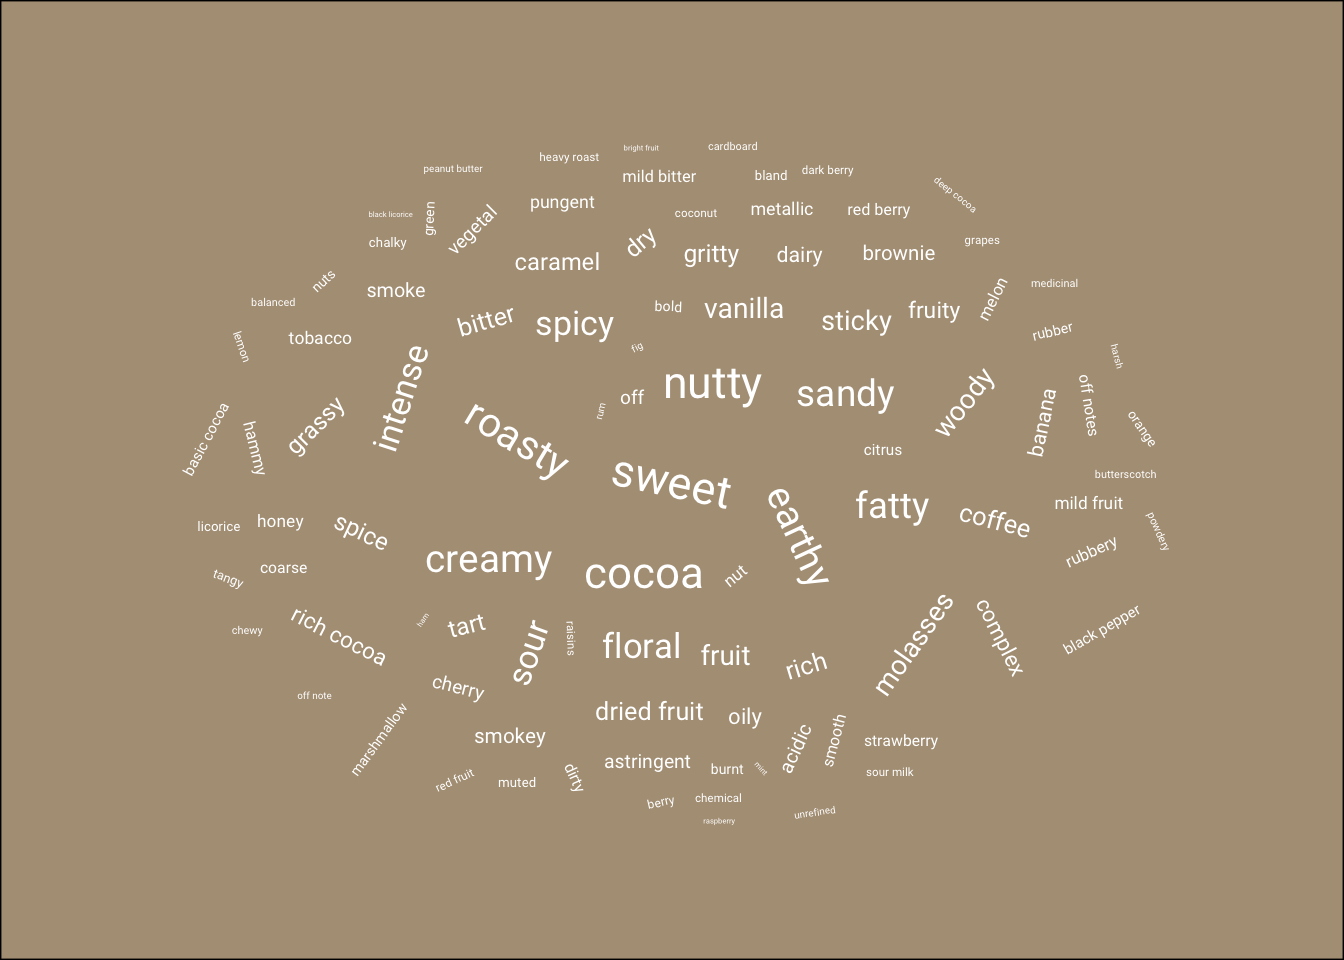 bright fruit
cardboard
heavy roast
peanut butter
mild bitter
bland
dark berry
deep cocoa
black licorice
green
vegetal
pungent
coconut
metallic
red berry
chalky
dry
gritty
dairy
brownie
grapes
caramel
nuts
smoke
melon
medicinal
balanced
bitter
spicy
bold
vanilla
sticky
fruity
rubber
lemon
tobacco
fig
harsh
intense
nutty
sandy
woody
off
rum
off notes
banana
orange
basic cocoa
hammy
grassy
roasty
citrus
sweet
butterscotch
earthy
fatty
coffee
mild fruit
powdery
licorice
honey
spice
rubbery
creamy
cocoa
nut
coarse
tangy
chewy
rich cocoa
ham
tart
sour
raisins
floral
fruit
rich
molasses
complex
black pepper
off note
cherry
marshmallow
dried fruit
oily
smokey
acidic
smooth
strawberry
astringent
burnt
mint
sour milk
red fruit
muted
dirty
berry
chemical
unrefined
raspberry